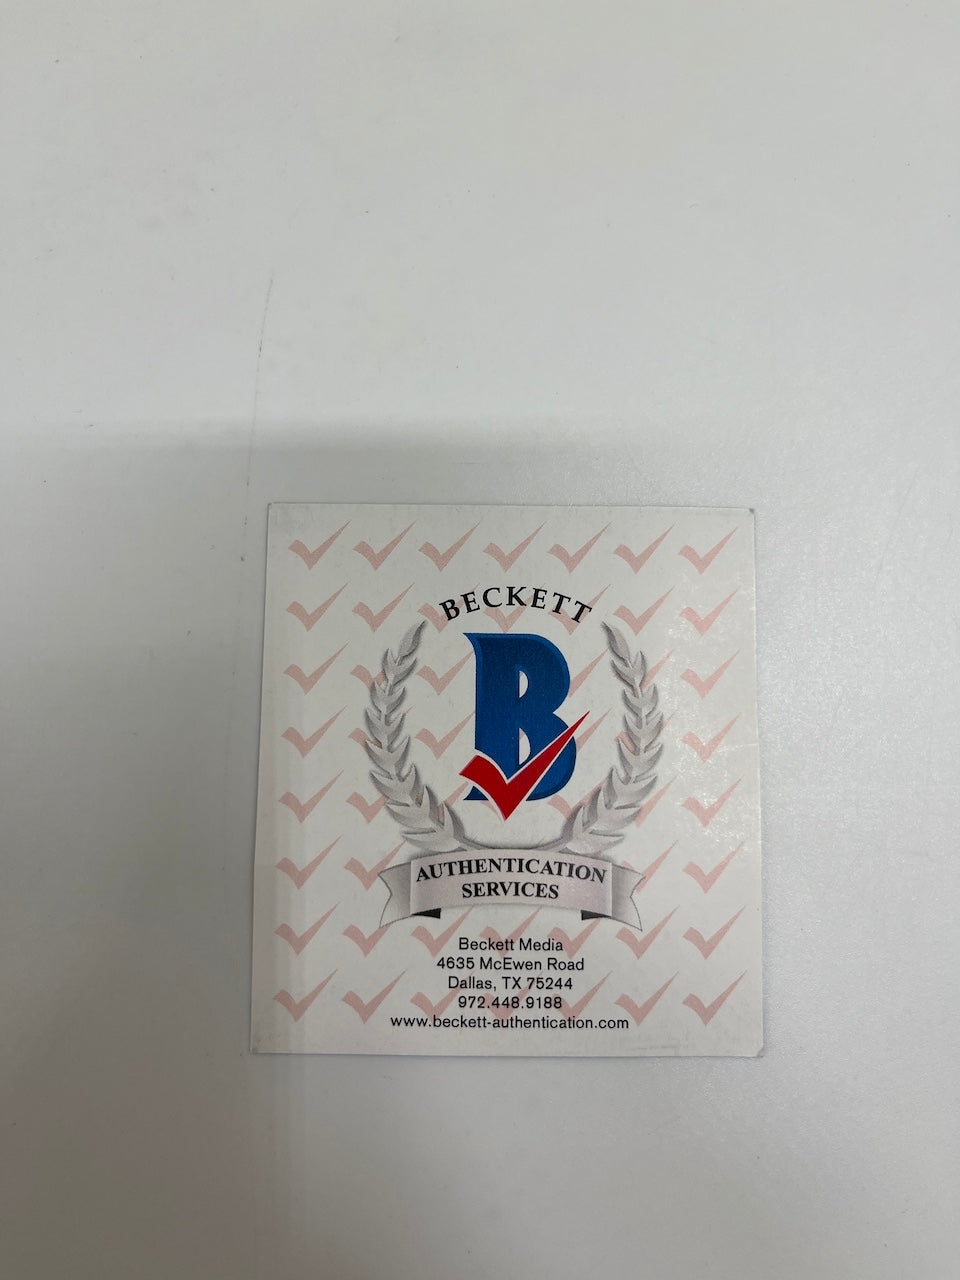 BECKETT
B
AUTHENTICATION
SERVICES
Beckett Media
4635 McEwen Road
Dallas, TX 75244
972.448.9188
www.beckett-authentication.com